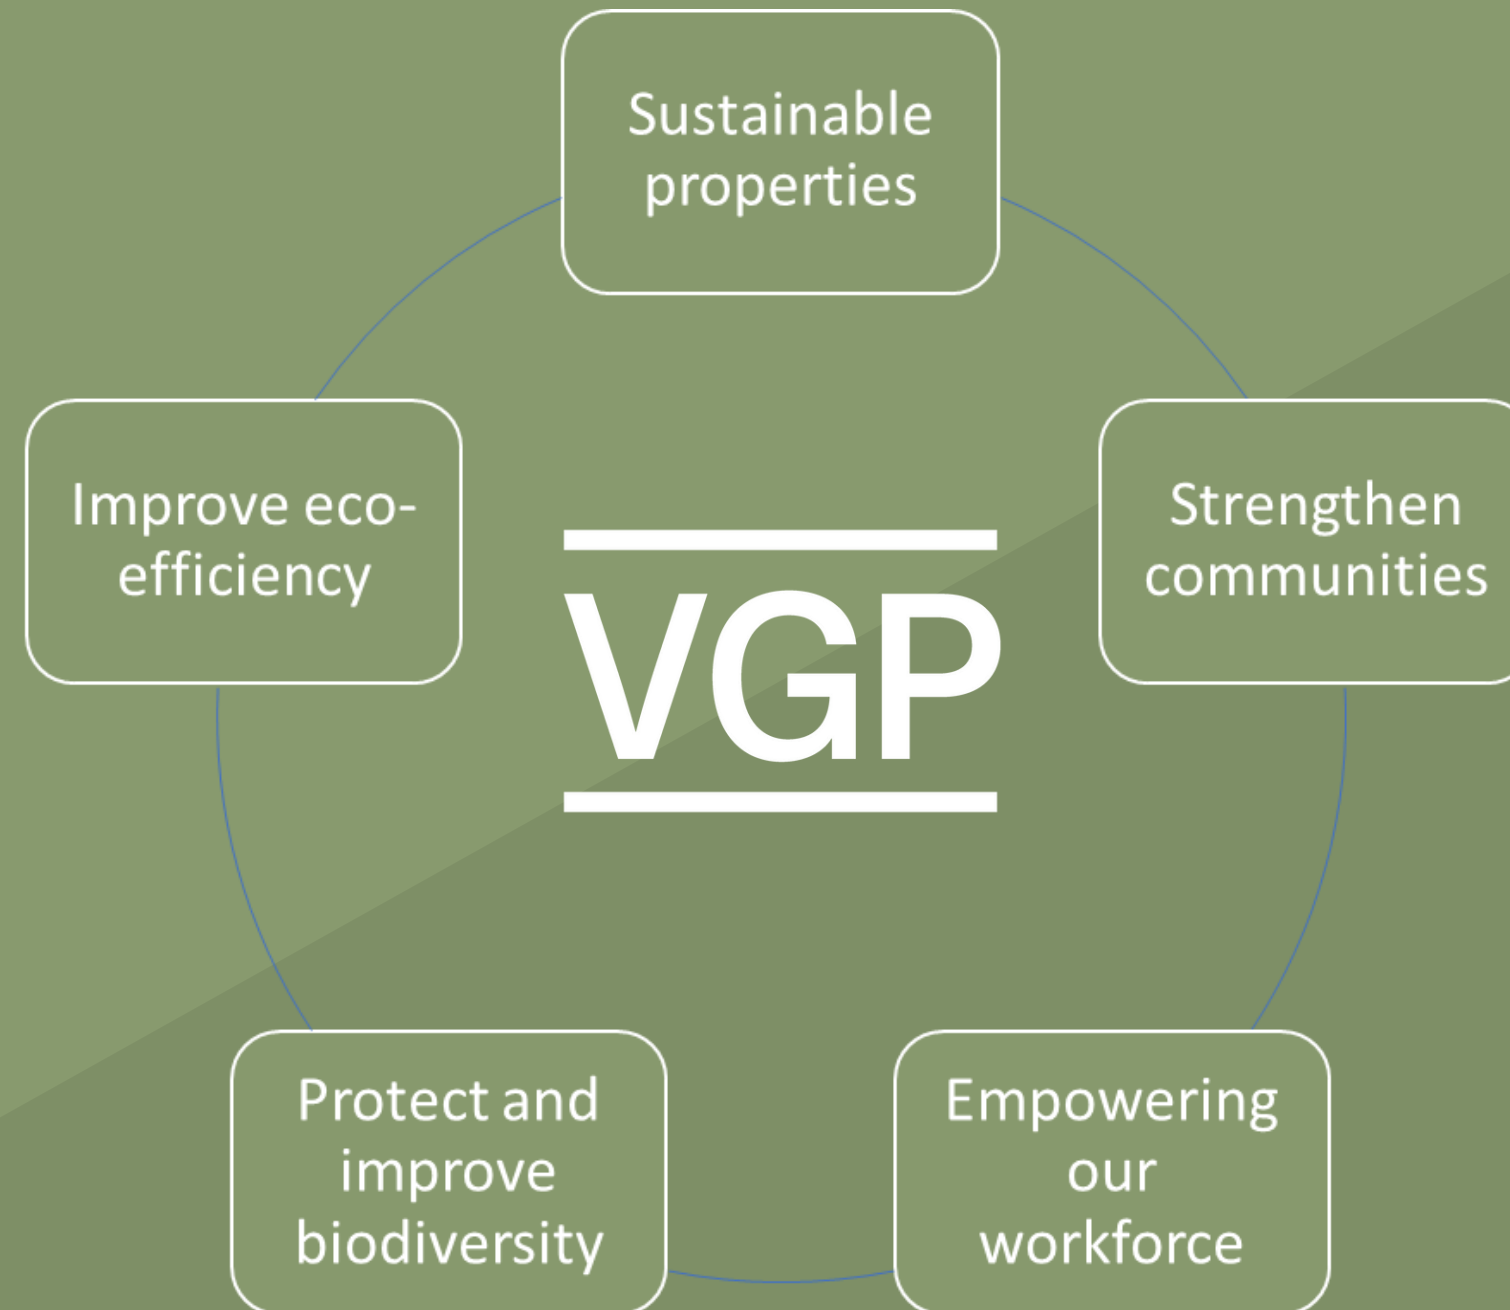 Sustainable
properties
Improve eco-
efficiency
Strengthen
communities
VGP
Protect and
improve
biodiversity
Empowering
our
workforce